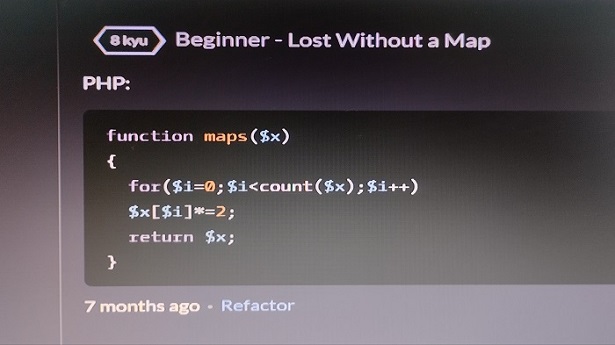 8 kyu Beginner - Lost Without a Map
PHP:
function maps($x)
{
for($i=0;$i<count($x);$i++)
$x[$i]*=2;
return $x;
}
7 months ago · Refactor